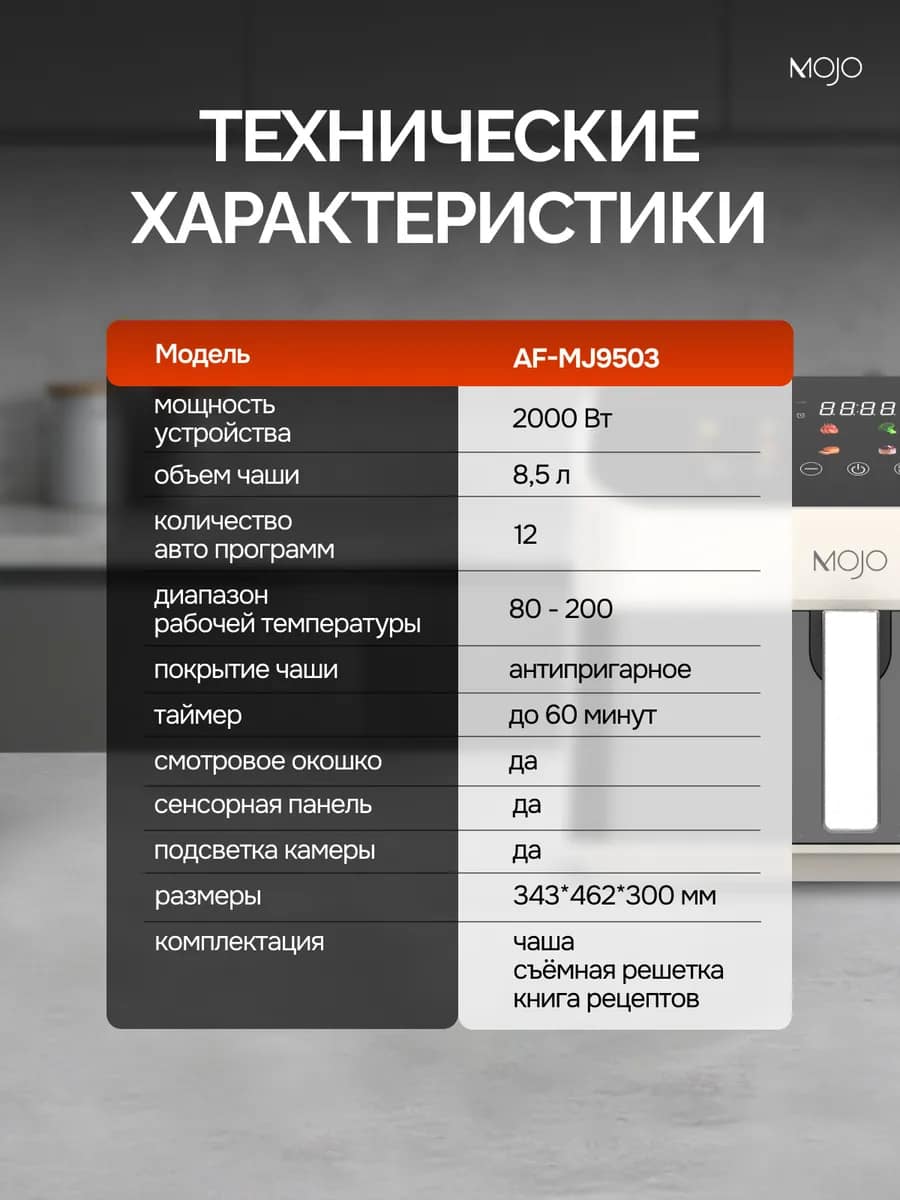 MOJO
ТЕХНИЧЕСКИЕ
ХАРАКТЕРИСТИКИ
Модель AF-MJ9503
мощность
устройства 2000 Вт
объем чаши 8,5 л
количество
авто программ 12
диапазон
рабочей температуры 80 - 200
покрытие чаши антипригарное
таймер до 60 минут
смотровое окошко да
сенсорная панель да
подсветка камеры да
размеры 343*462*300 мм
комплектация чаша
съёмная решетка
книга рецептов
88:88
MOJO